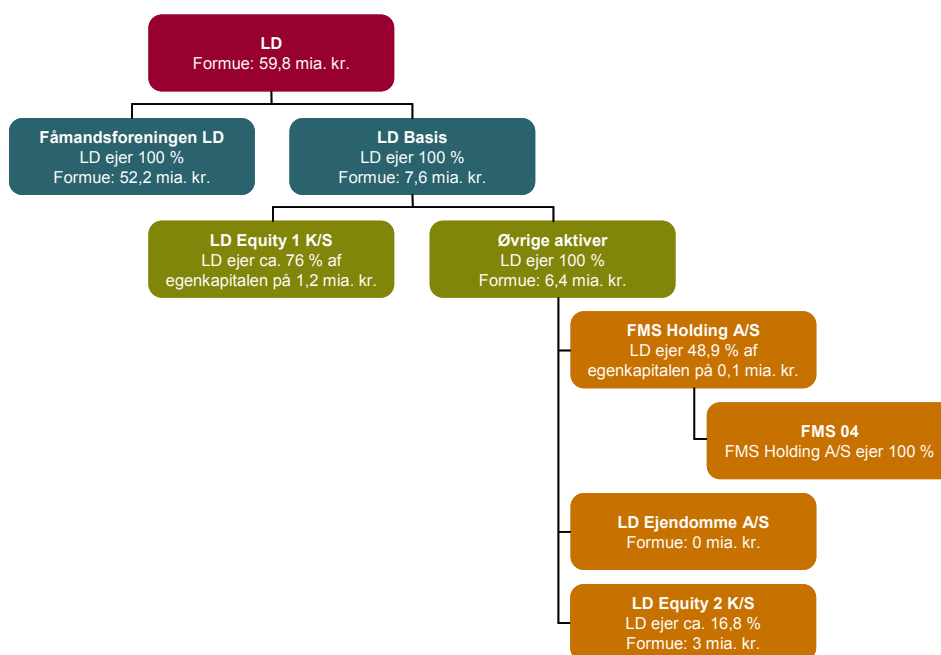 LD
Formue: 59,8 mia. kr.
Fåmandsforeningen LD
LD ejer 100 %
Formue: 52,2 mia. kr.
LD Basis
LD ejer 100 %
Formue: 7,6 mia. kr.
LD Equity 1 K/S
LD ejer ca. 76 % af
egenkapitalen på 1,2 mia. kr.
Øvrige aktiver
LD ejer 100 %
Formue: 6,4 mia. kr.
FMS Holding A/S
LD ejer 48,9 % af
egenkapitalen på 0,1 mia. kr.
FMS 04
FMS Holding A/S ejer 100 %
LD Ejendomme A/S
Formue: 0 mia. kr.
LD Equity 2 K/S
LD ejer ca. 16,8 %
Formue: 3 mia. kr.